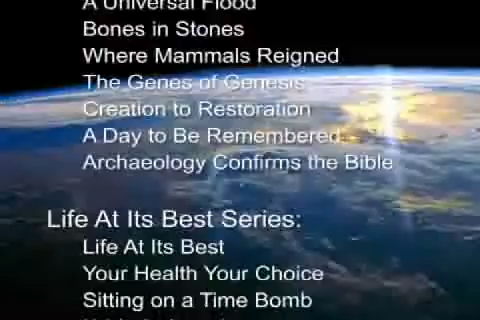 A Universal Flood
Bones in Stones
Where Mammals Reigned
The Genes of Genesis
Creation to Restoration
A Day to Be Remembered
Archaeology Confirms the Bible
Life At Its Best Series:
Life At Its Best
Your Health Your Choice
Sitting on a Time Bomb